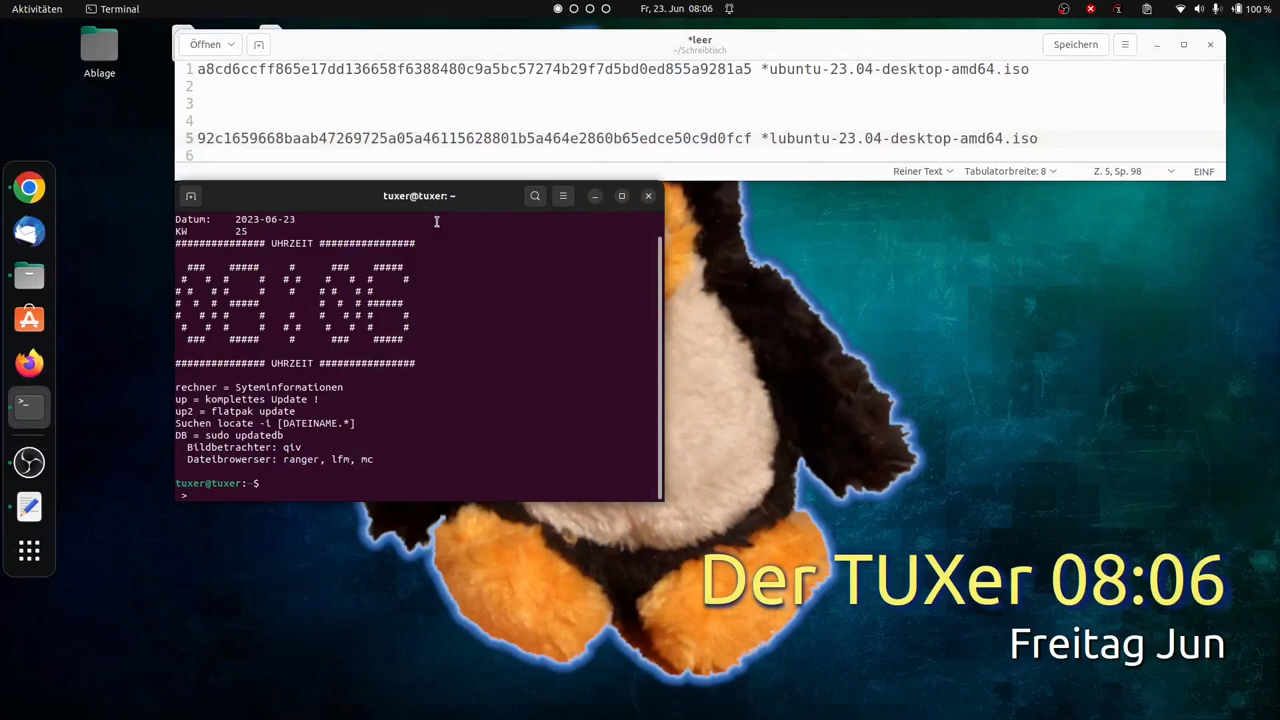 Aktivitäten
Terminal
Fr, 23. Jun 08:06
100 %
Ablage
Öffnen
*leer
~/Schreibtisch
Speichern
1 a8cd6ccff865e17dd136658f6388480c9a5bc57274b29f7d5bd0ed855a9281a5 *ubuntu-23.04-desktop-amd64.iso
2
3
4
5 92c1659668baab47269725a05a46115628801b5a464e2860b65edce50c9d0fcf *lubuntu-23.04-desktop-amd64.iso
6
Reiner Text
Tabulatorbreite: 8
Z. 5, Sp. 98
EINF
tuxer@tuxer: ~
Datum: 2023-06-23
KW 25
############### UHRZEIT ################
############### UHRZEIT ################
rechner = Syteminformationen
up = komplettes Update !
up2 = flatpak update
Suchen locate -i [DATEINAME.*]
DB = sudo updatedb
Bildbetrachter: qiv
Dateibrowser: ranger, lfm, mc
tuxer@tuxer:~$
>
Der TUXer 08:06
Freitag Jun